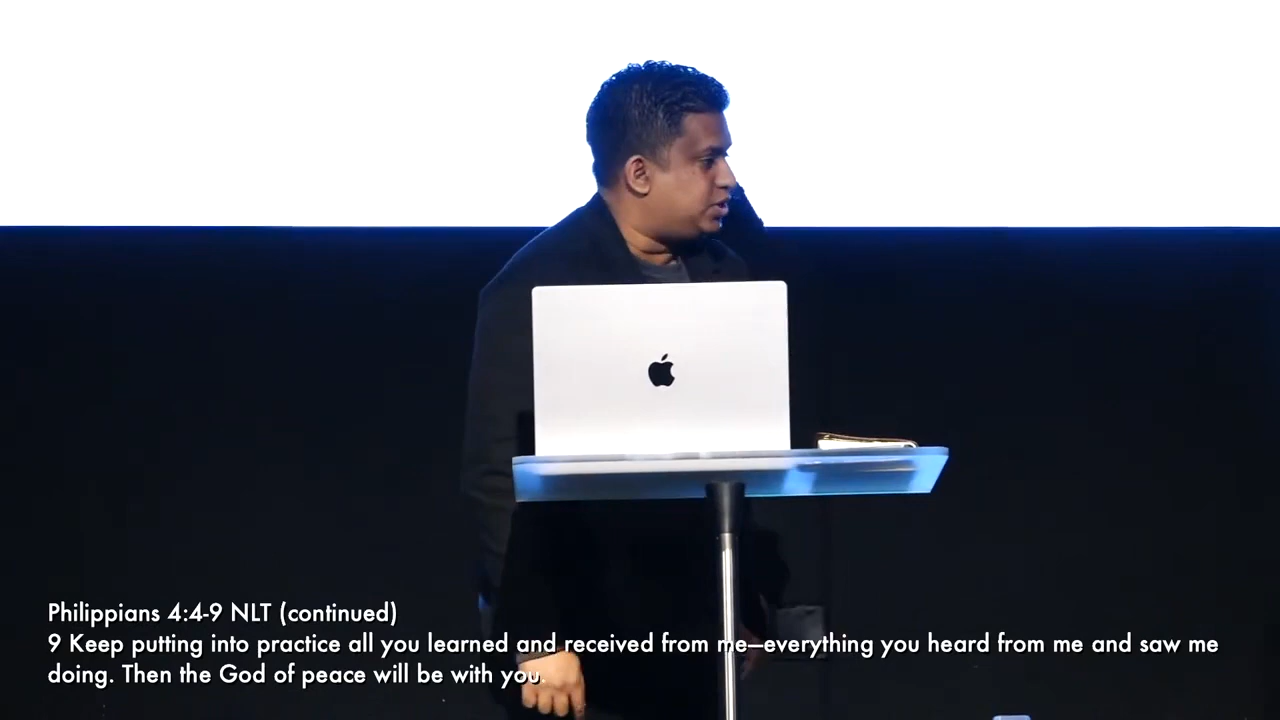 Philippians 4:4-9 NLT (continued)
9 Keep putting into practice all you learned and received from me—everything you heard from me and saw me
doing. Then the God of peace will be with you.